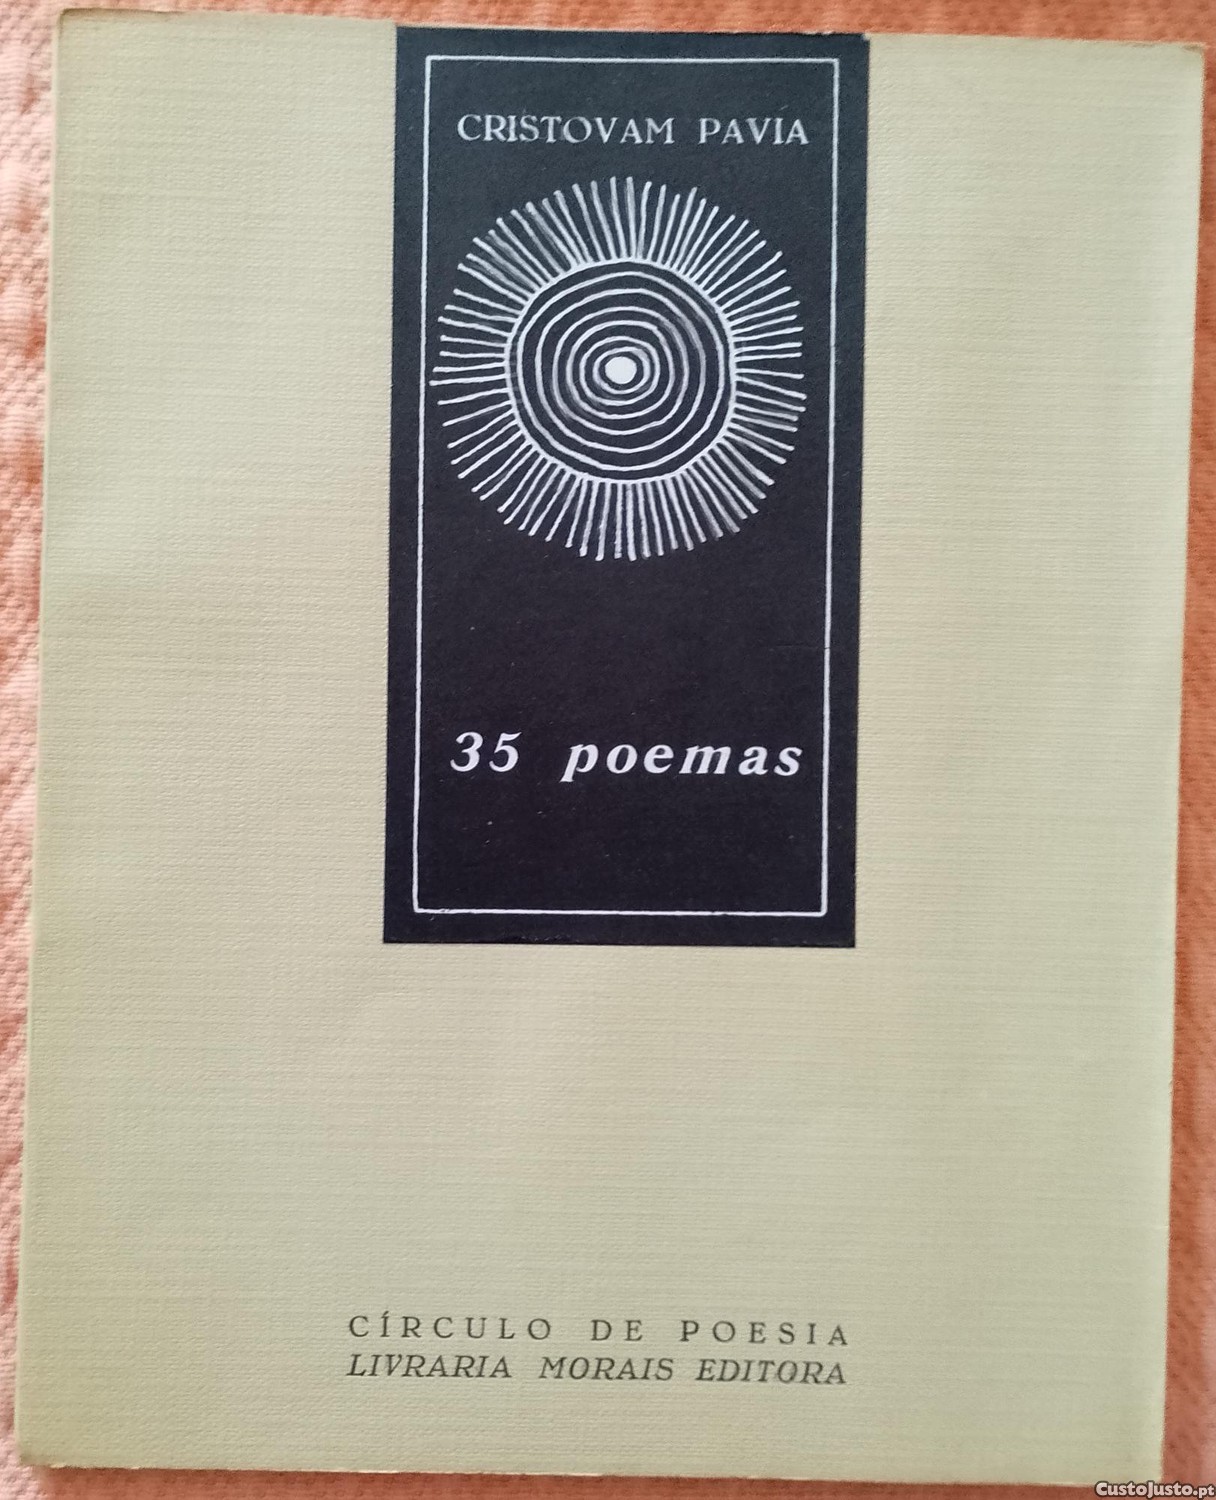 CRISTOVAM PAVIA
35 poemas
CÍRCULO DE POESIA
LIVRARIA MORAIS EDITORA
CustoJusto.pt